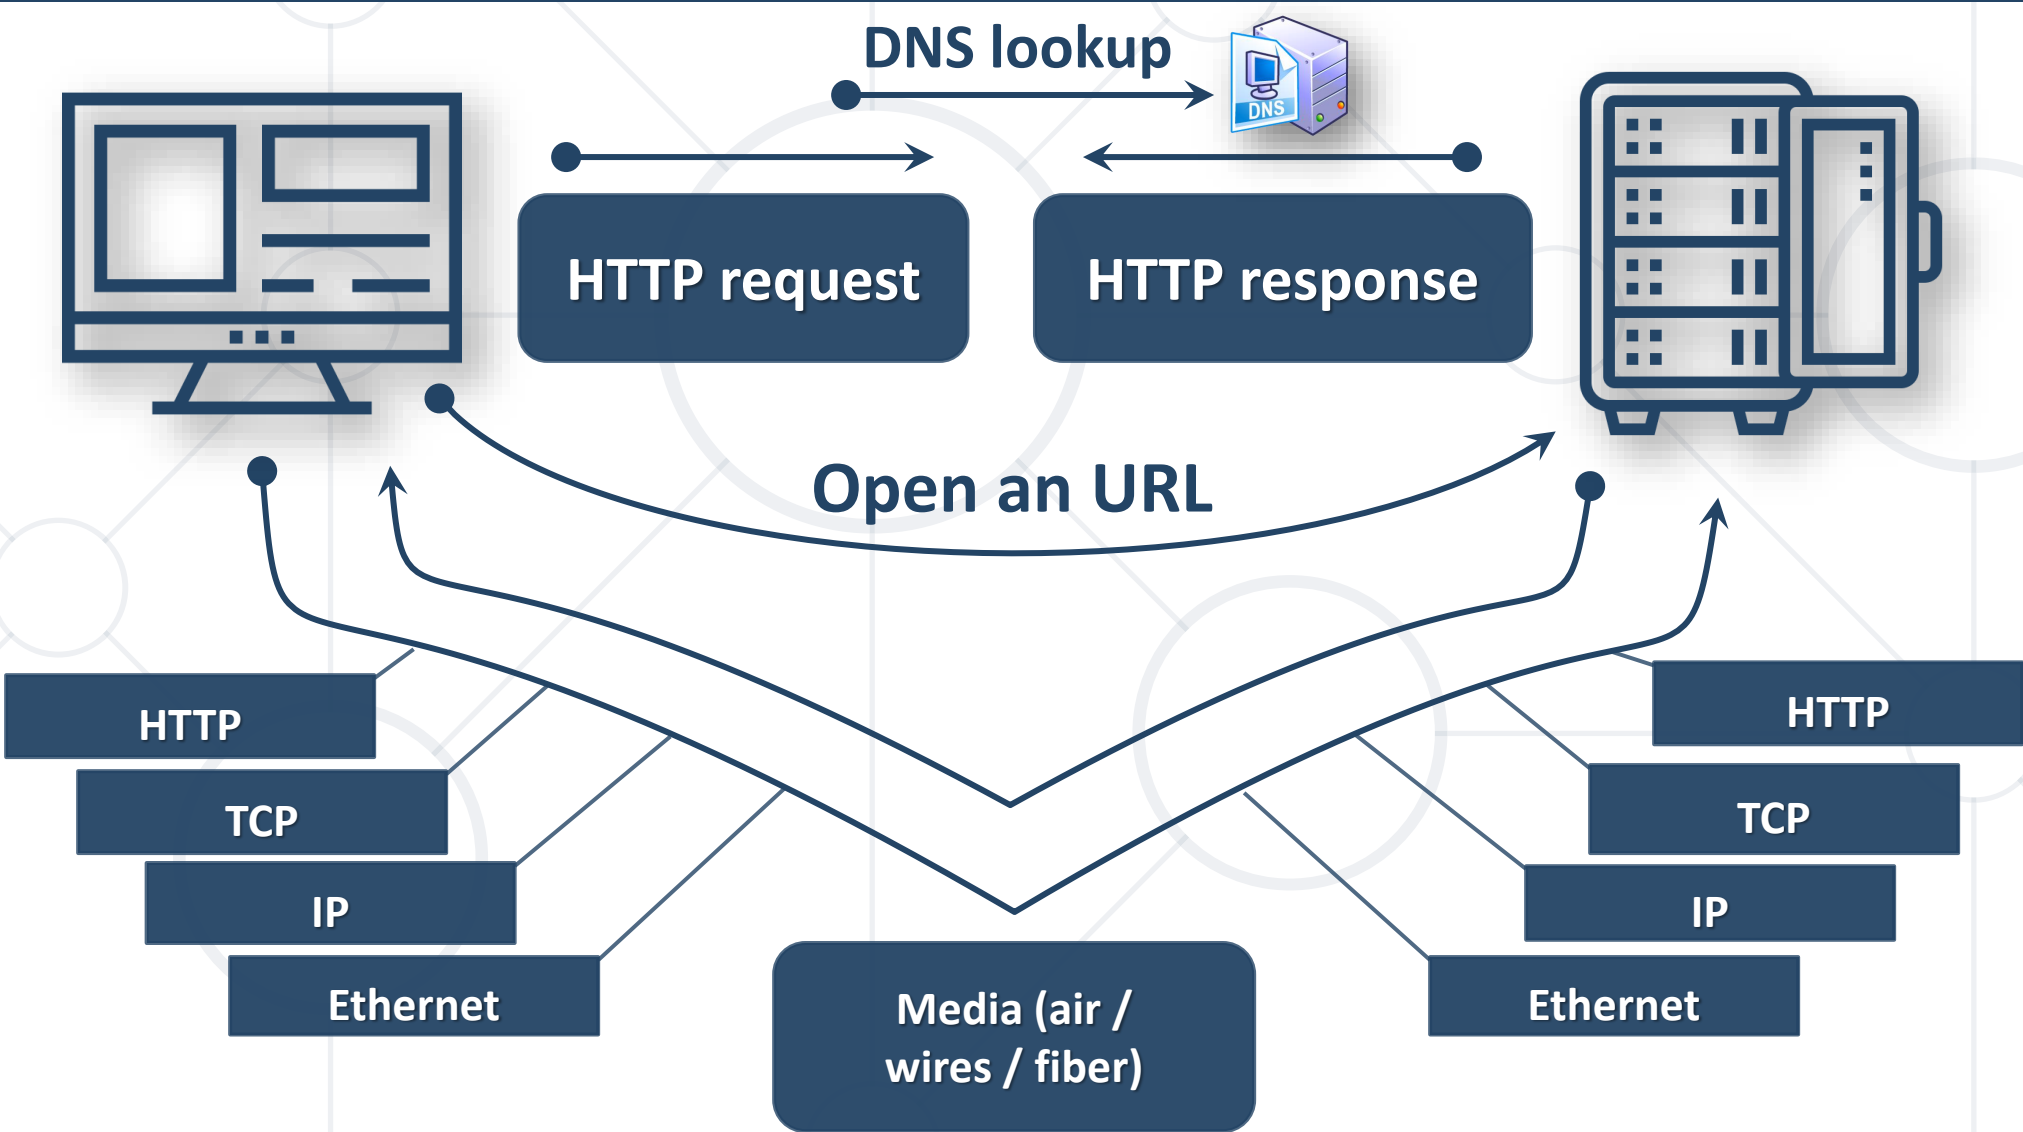 DNS lookup
DNS
HTTP request
HTTP response
Open an URL
HTTP
TCP
IP
Ethernet
Media (air /
wires / fiber)
HTTP
TCP
IP
Ethernet